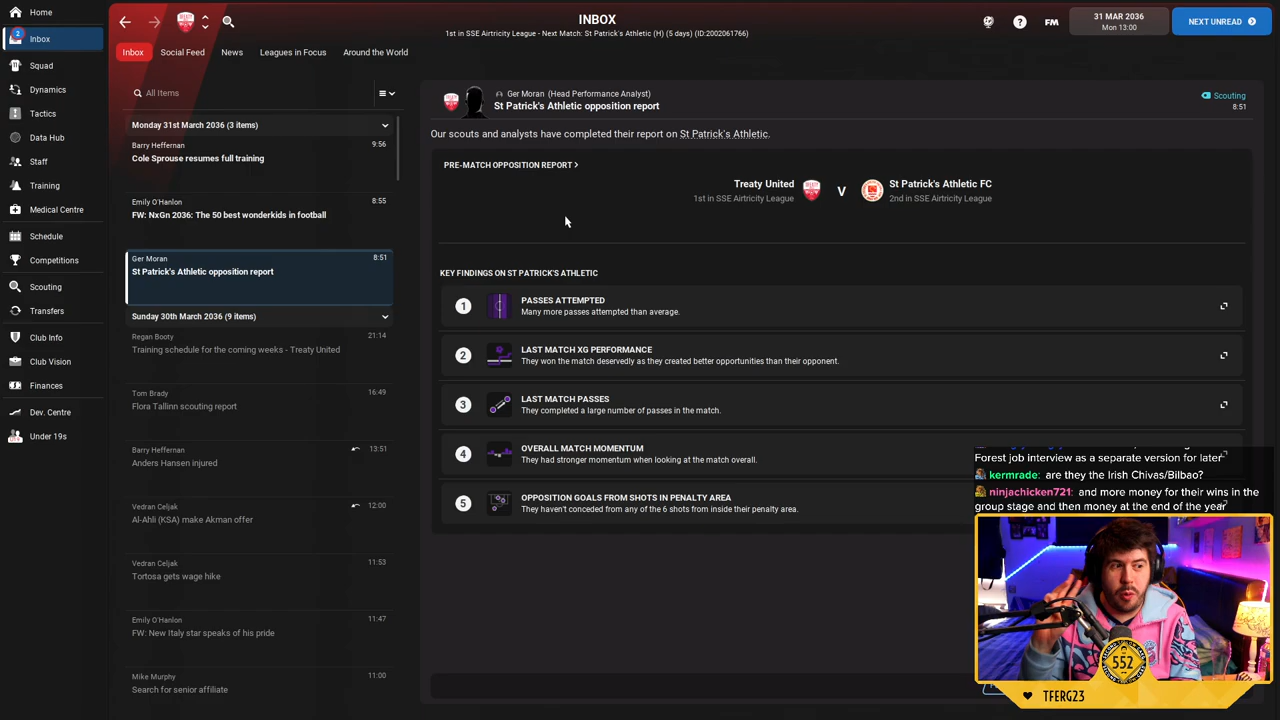 Home
2
Inbox
Squad
Dynamics
Tactics
Data Hub
Staff
Training
Medical Centre
Schedule
Competitions
Scouting
Transfers
Club Info
Club Vision
Finances
Dev. Centre
Under 19s
INBOX
1st in SSE Airtricity League - Next Match: St Patrick's Athletic (H) (5 days) (ID:2002061766)
FM
31 MAR 2036
Mon 13:00
NEXT UNREAD
Inbox
Social Feed
News
Leagues in Focus
Around the World
All Items
Monday 31st March 2036 (3 items)
Barry Heffernan
9:56
Cole Sprouse resumes full training
Emily O'Hanlon
8:55
FW: NxGn 2036: The 50 best wonderkids in football
Ger Moran
8:51
St Patrick's Athletic opposition report
Sunday 30th March 2036 (9 items)
Regan Booty
21:14
Training schedule for the coming weeks - Treaty United
Tom Brady
16:49
Flora Tallinn scouting report
Barry Heffernan
13:51
Anders Hansen injured
Vedran Celjak
12:00
Al-Ahli (KSA) make Akman offer
Vedran Celjak
11:53
Tortosa gets wage hike
Emily O'Hanlon
11:47
FW: New Italy star speaks of his pride
Mike Murphy
11:00
Search for senior affiliate
Ger Moran (Head Performance Analyst)
St Patrick's Athletic opposition report
Scouting
8:51
Our scouts and analysts have completed their report on St Patrick's Athletic.
PRE-MATCH OPPOSITION REPORT >
Treaty United
1st in SSE Airtricity League
V
St Patrick's Athletic FC
2nd in SSE Airtricity League
KEY FINDINGS ON ST PATRICK'S ATHLETIC
1
PASSES ATTEMPTED
Many more passes attempted than average.
2
LAST MATCH XG PERFORMANCE
They won the match deservedly as they created better opportunities than their opponent.
3
LAST MATCH PASSES
They completed a large number of passes in the match.
4
OVERALL MATCH MOMENTUM
They had stronger momentum when looking at the match overall.
5
OPPOSITION GOALS FROM SHOTS IN PENALTY AREA
They haven't conceded from any of the 6 shots from inside their penalty area.
Forest job interview as a separate version for later
kermrade: are they the Irish Chivas/Bilbao?
ninjachicken721: and more money for their wins in the
group stage and then money at the end of the year
552
TFERG23